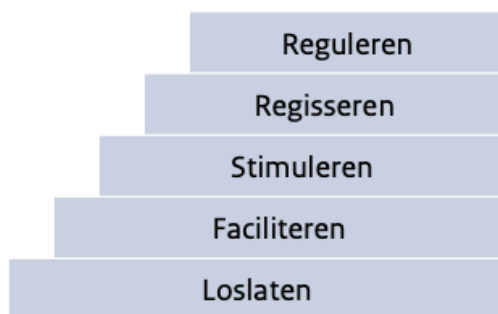 Reguleren
Regisseren
Stimuleren
Faciliteren
Loslaten